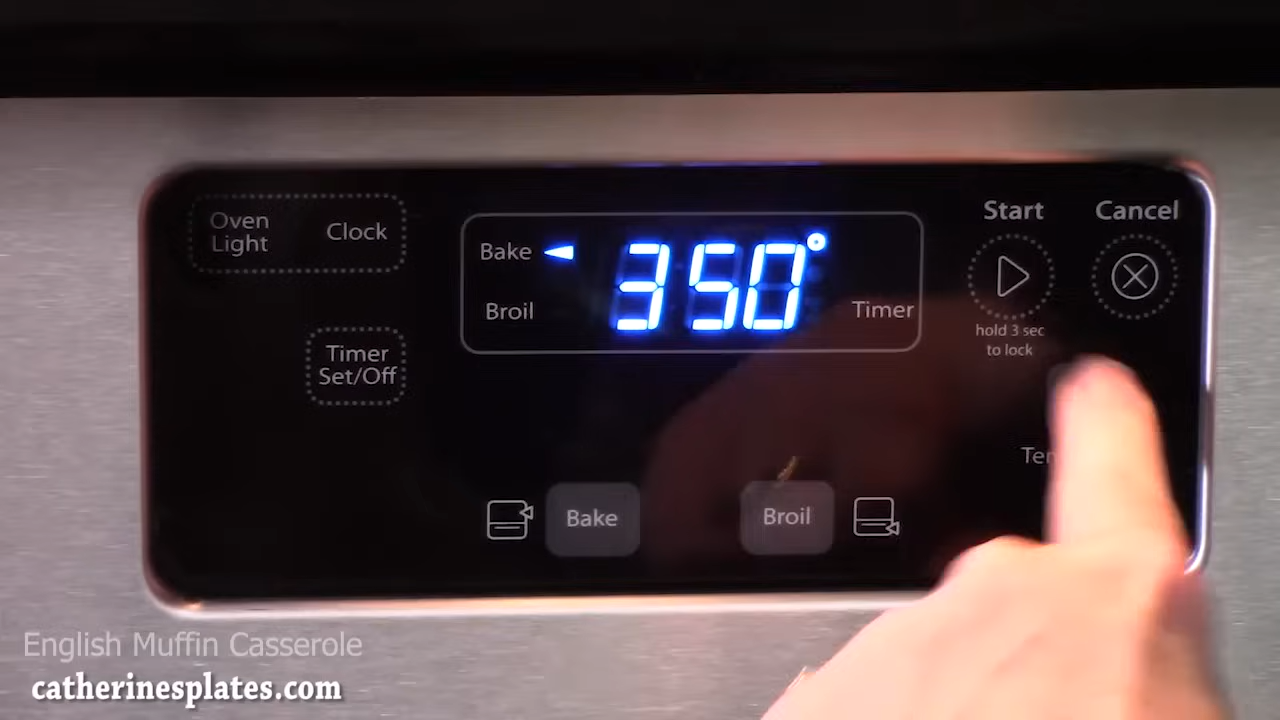 Oven
Light
Clock
Timer
Set/Off
Bake
350°
Broil
Timer
Start
Cancel
hold 3 sec
to lock
Bake
Broil
English Muffin Casserole
catherinesplates.com